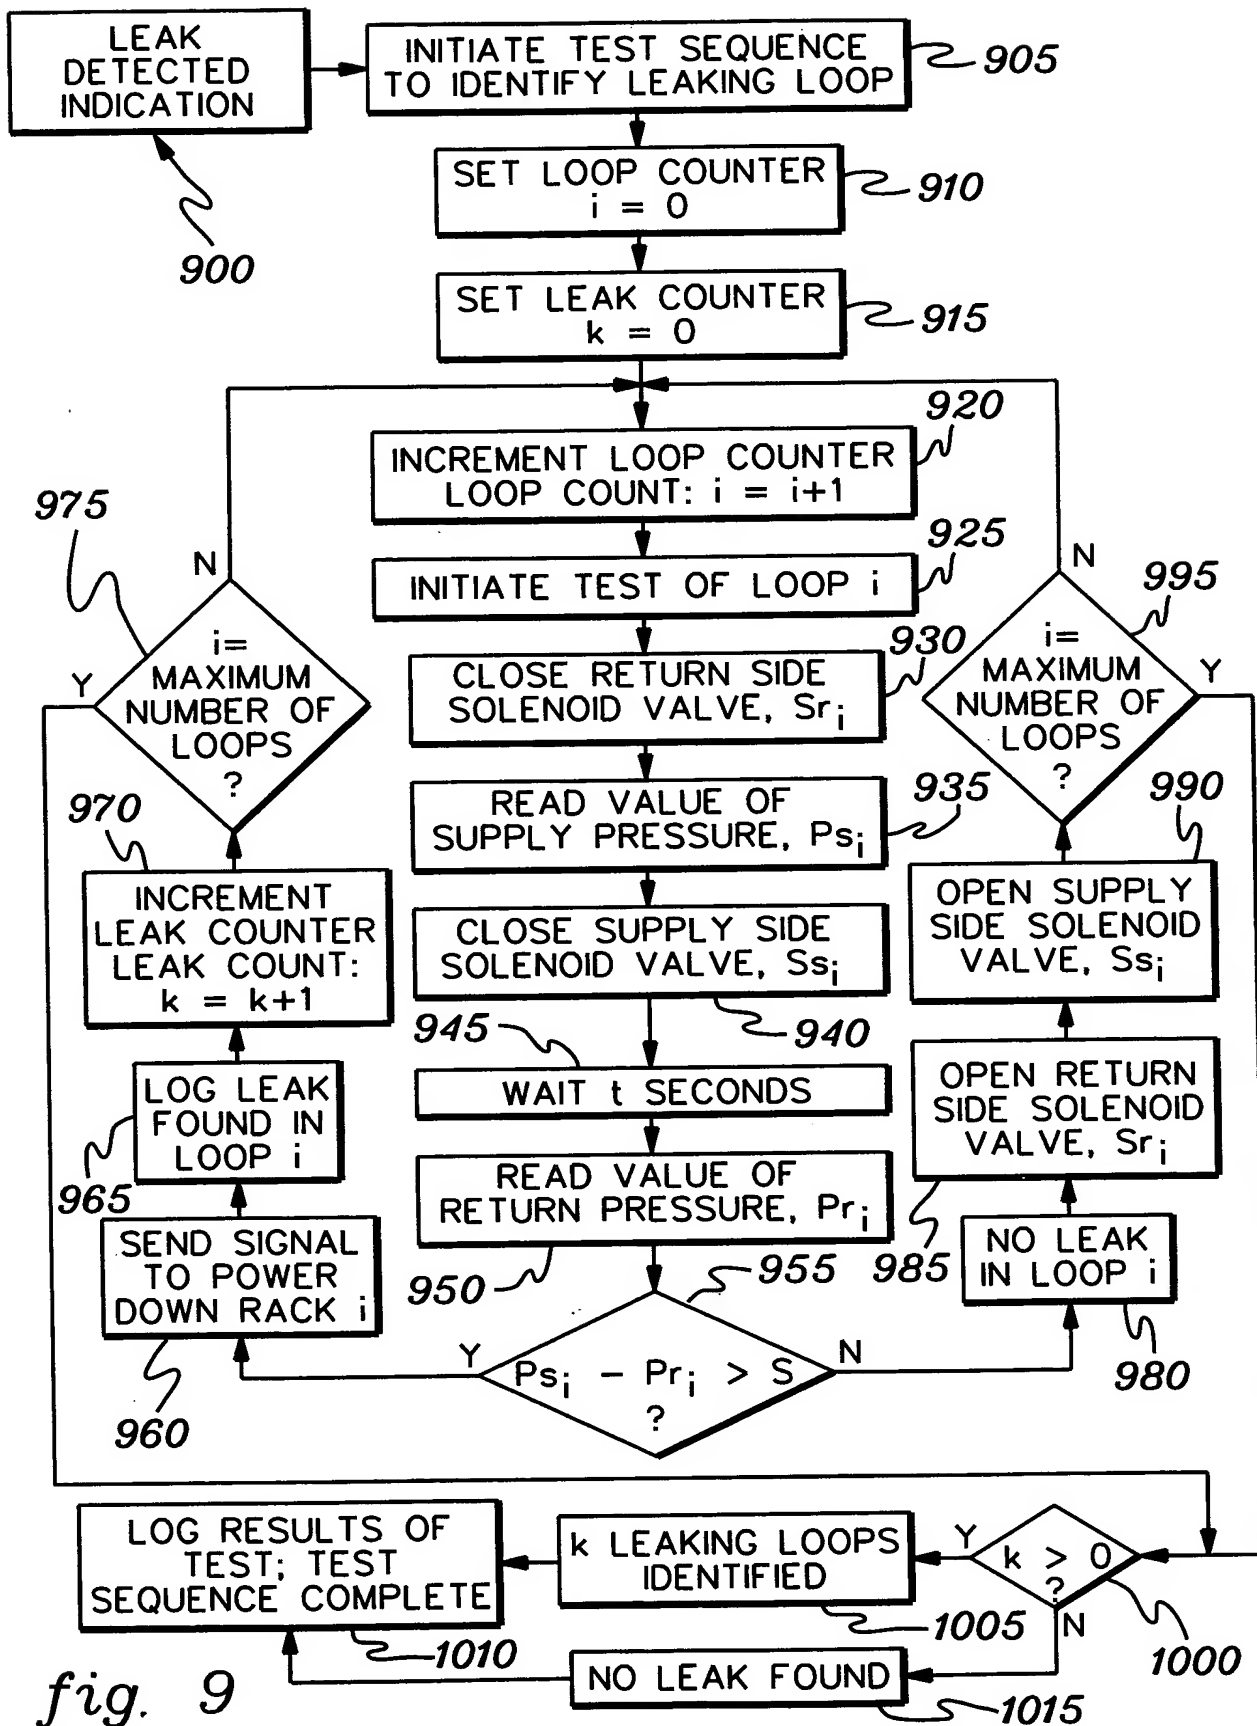 LEAK
DETECTED
INDICATION
900
INITIATE TEST SEQUENCE
TO IDENTIFY LEAKING LOOP
905
SET LOOP COUNTER
i = 0
910
SET LEAK COUNTER
k = 0
915
INCREMENT LOOP COUNTER
LOOP COUNT: i = i+1
920
INITIATE TEST OF LOOP i
925
CLOSE RETURN SIDE
SOLENOID VALVE, Sri
930
READ VALUE OF
SUPPLY PRESSURE, Psi
935
CLOSE SUPPLY SIDE
SOLENOID VALVE, Ssi
940
945
WAIT t SECONDS
READ VALUE OF
RETURN PRESSURE, Pri
950
955
Psi - Pri > S
?
Y
N
SEND SIGNAL
TO POWER
DOWN RACK i
960
LOG LEAK
FOUND IN
LOOP i
965
INCREMENT
LEAK COUNTER
LEAK COUNT:
k = k+1
970
i=
MAXIMUM
NUMBER OF
LOOPS
?
975
N
Y
NO LEAK
IN LOOP i
980
OPEN RETURN
SIDE SOLENOID
VALVE, Sri
985
OPEN SUPPLY
SIDE SOLENOID
VALVE, Ssi
990
i=
MAXIMUM
NUMBER OF
LOOPS
?
995
N
Y
k > 0
?
1000
Y
N
k LEAKING LOOPS
IDENTIFIED
1005
LOG RESULTS OF
TEST; TEST
SEQUENCE COMPLETE
1010
NO LEAK FOUND
1015
fig. 9